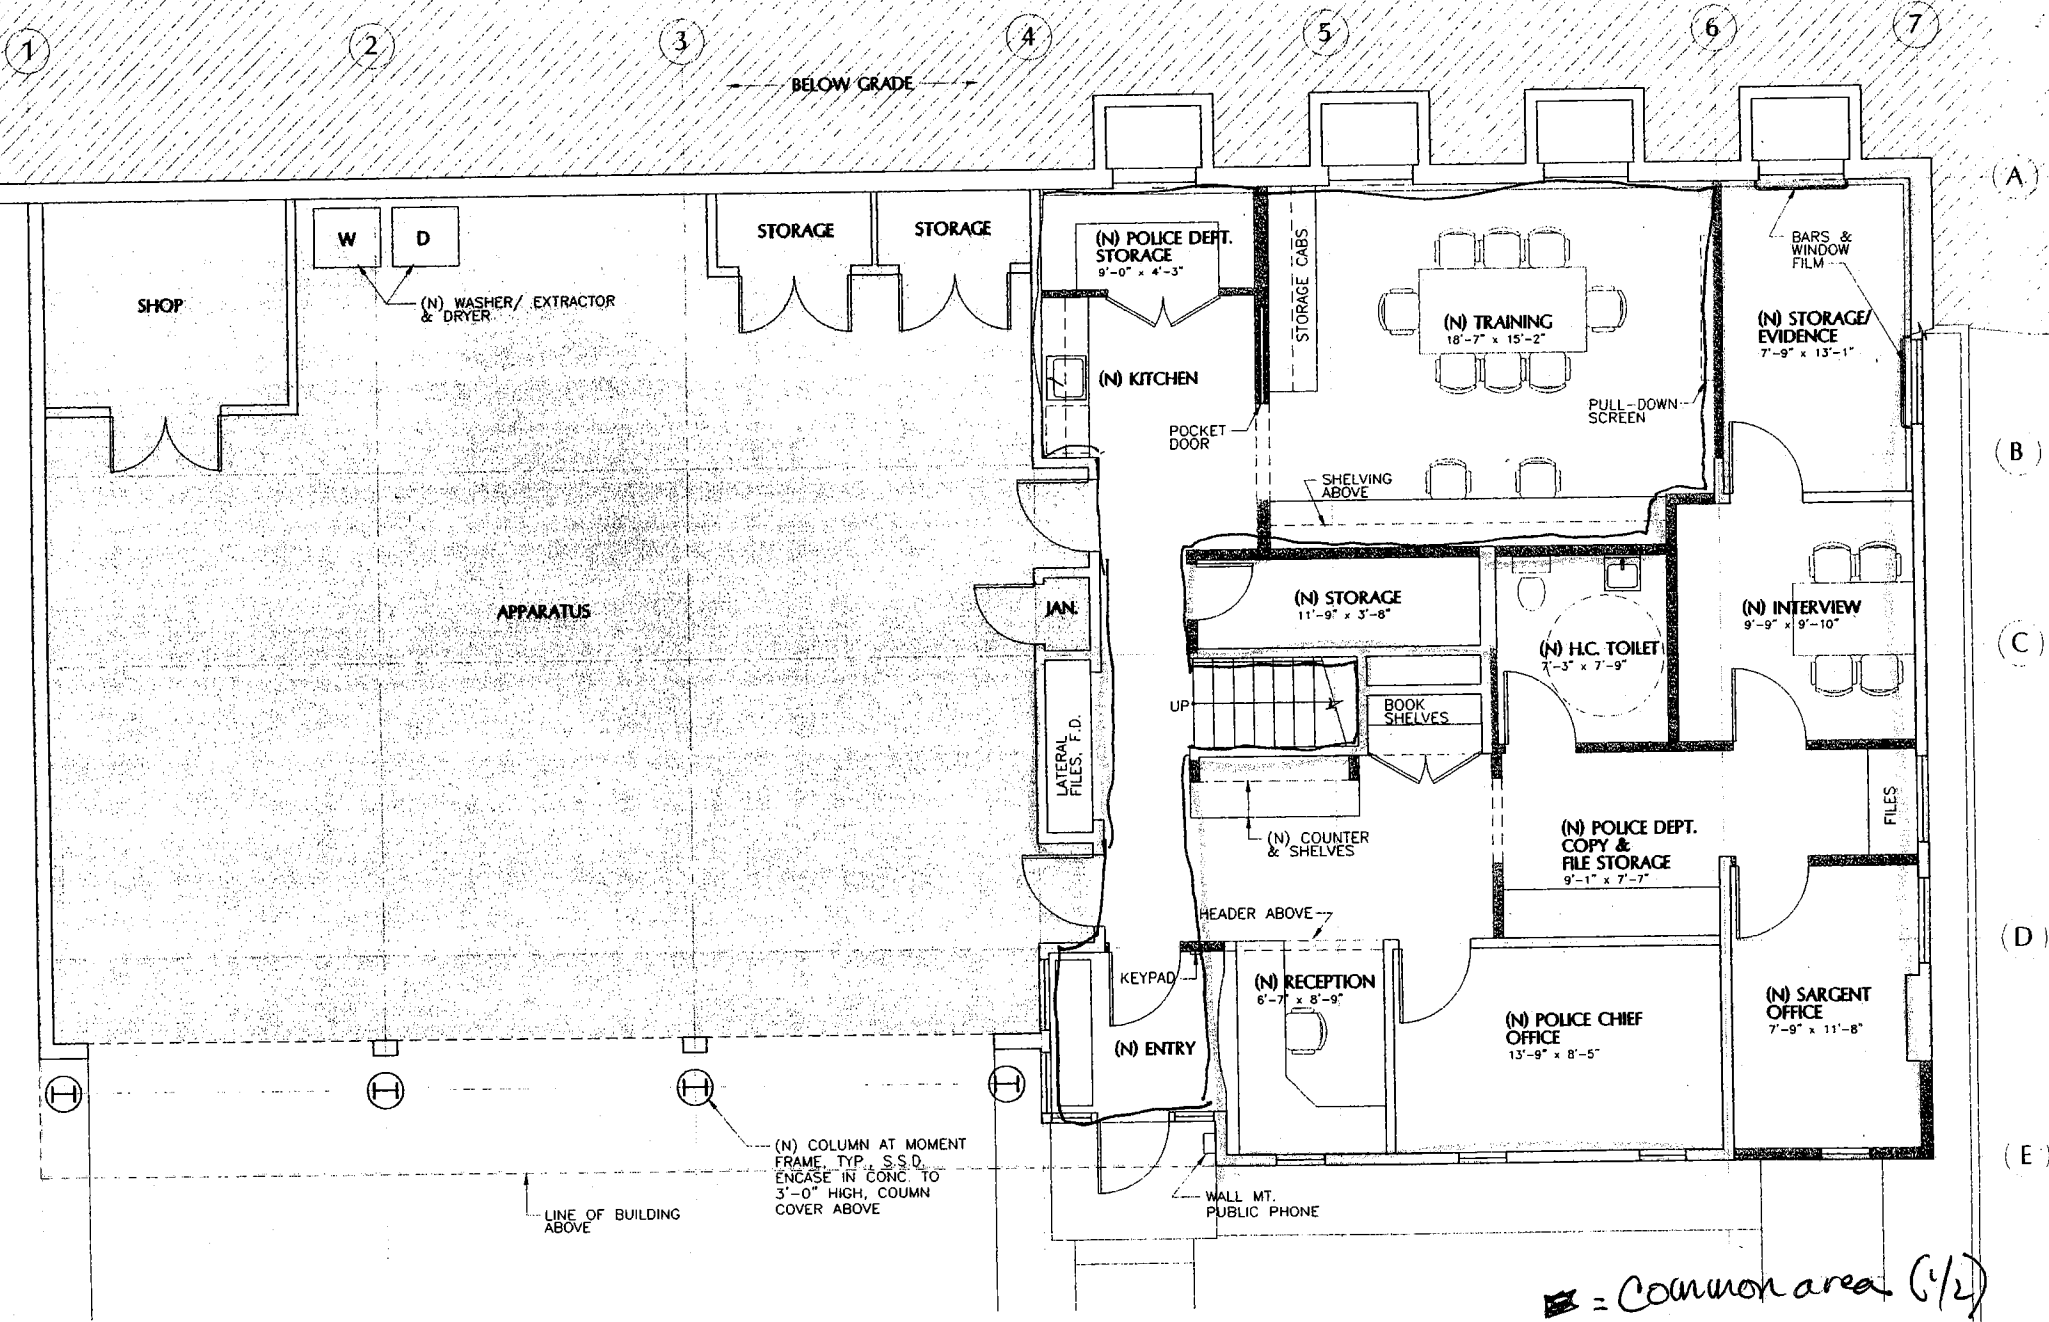 1 2 3 4 5 6 7
BELOW GRADE
(A)
W D
STORAGE
STORAGE
(N) POLICE DEPT.
STORAGE
9'-0" x 4'-3"
STORAGE CABS.
BARS &
WINDOW
FILM
SHOP
(N) WASHER/ EXTRACTOR
& DRYER
(N) TRAINING
18'-7" x 15'-2"
(N) STORAGE/
EVIDENCE
7'-9" x 13'-1"
(N) KITCHEN
PULL-DOWN
SCREEN
POCKET
DOOR
(B)
SHELVING
ABOVE
APPARATUS
JAN.
(N) STORAGE
11'-9" x 3'-8"
(N) INTERVIEW
9'-9" x 9'-10"
(C)
(N) H.C. TOILET
7'-3" x 7'-9"
UP
BOOK
SHELVES
LATERAL
FILES, F.D.
FILES
(N) COUNTER
& SHELVES
(N) POLICE DEPT.
COPY &
FILE STORAGE
9'-1" x 7'-7"
HEADER ABOVE
(D)
KEYPAD
(N) RECEPTION
6'-7" x 8'-9"
(N) SARGENT
OFFICE
7'-9" x 11'-8"
(N) POLICE CHIEF
OFFICE
13'-9" x 8'-5"
(N) ENTRY
(N) COLUMN AT MOMENT
FRAME, TYP., S.S.D.
ENCASE IN CONC. TO
3'-0" HIGH, COUMN
COVER ABOVE
(E)
LINE OF BUILDING
ABOVE
WALL MT.
PUBLIC PHONE
= Common area (1/2)